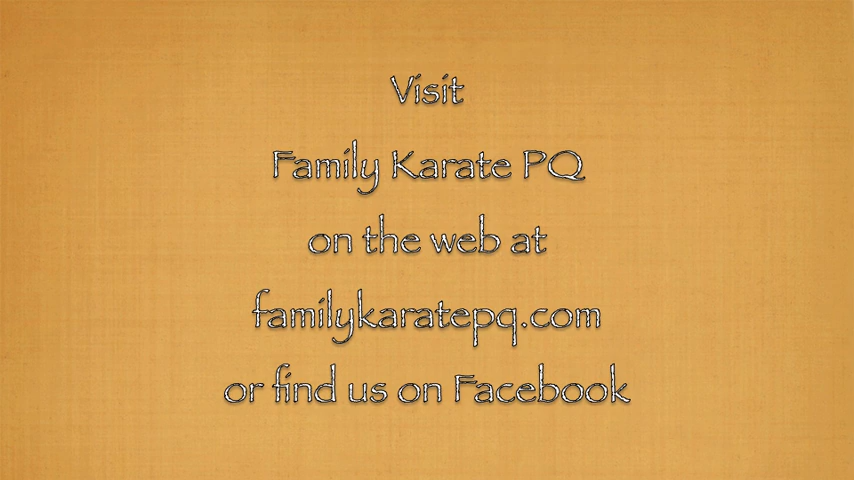 Visit
Family Karate PQ
on the web at
familykaratepq.com
or find us on Facebook